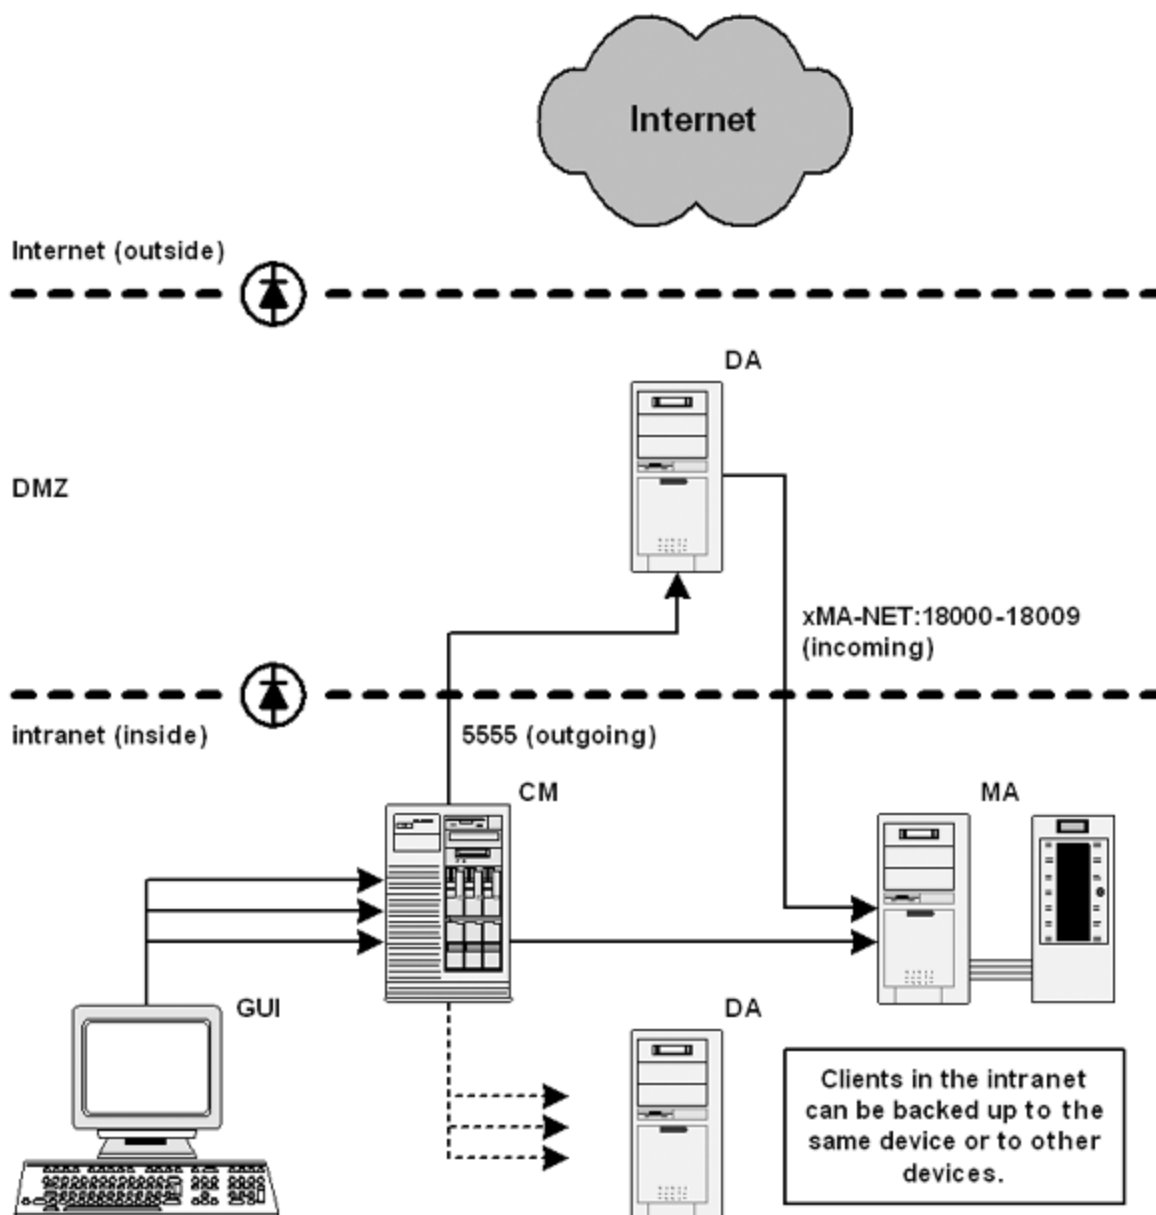 Internet
Internet (outside)
DA
DMZ
xMA-NET:18000-18009
(incoming)
intranet (inside)
5555 (outgoing)
CM
MA
GUI
DA
Clients in the intranet
can be backed up to the
same device or to other
devices.